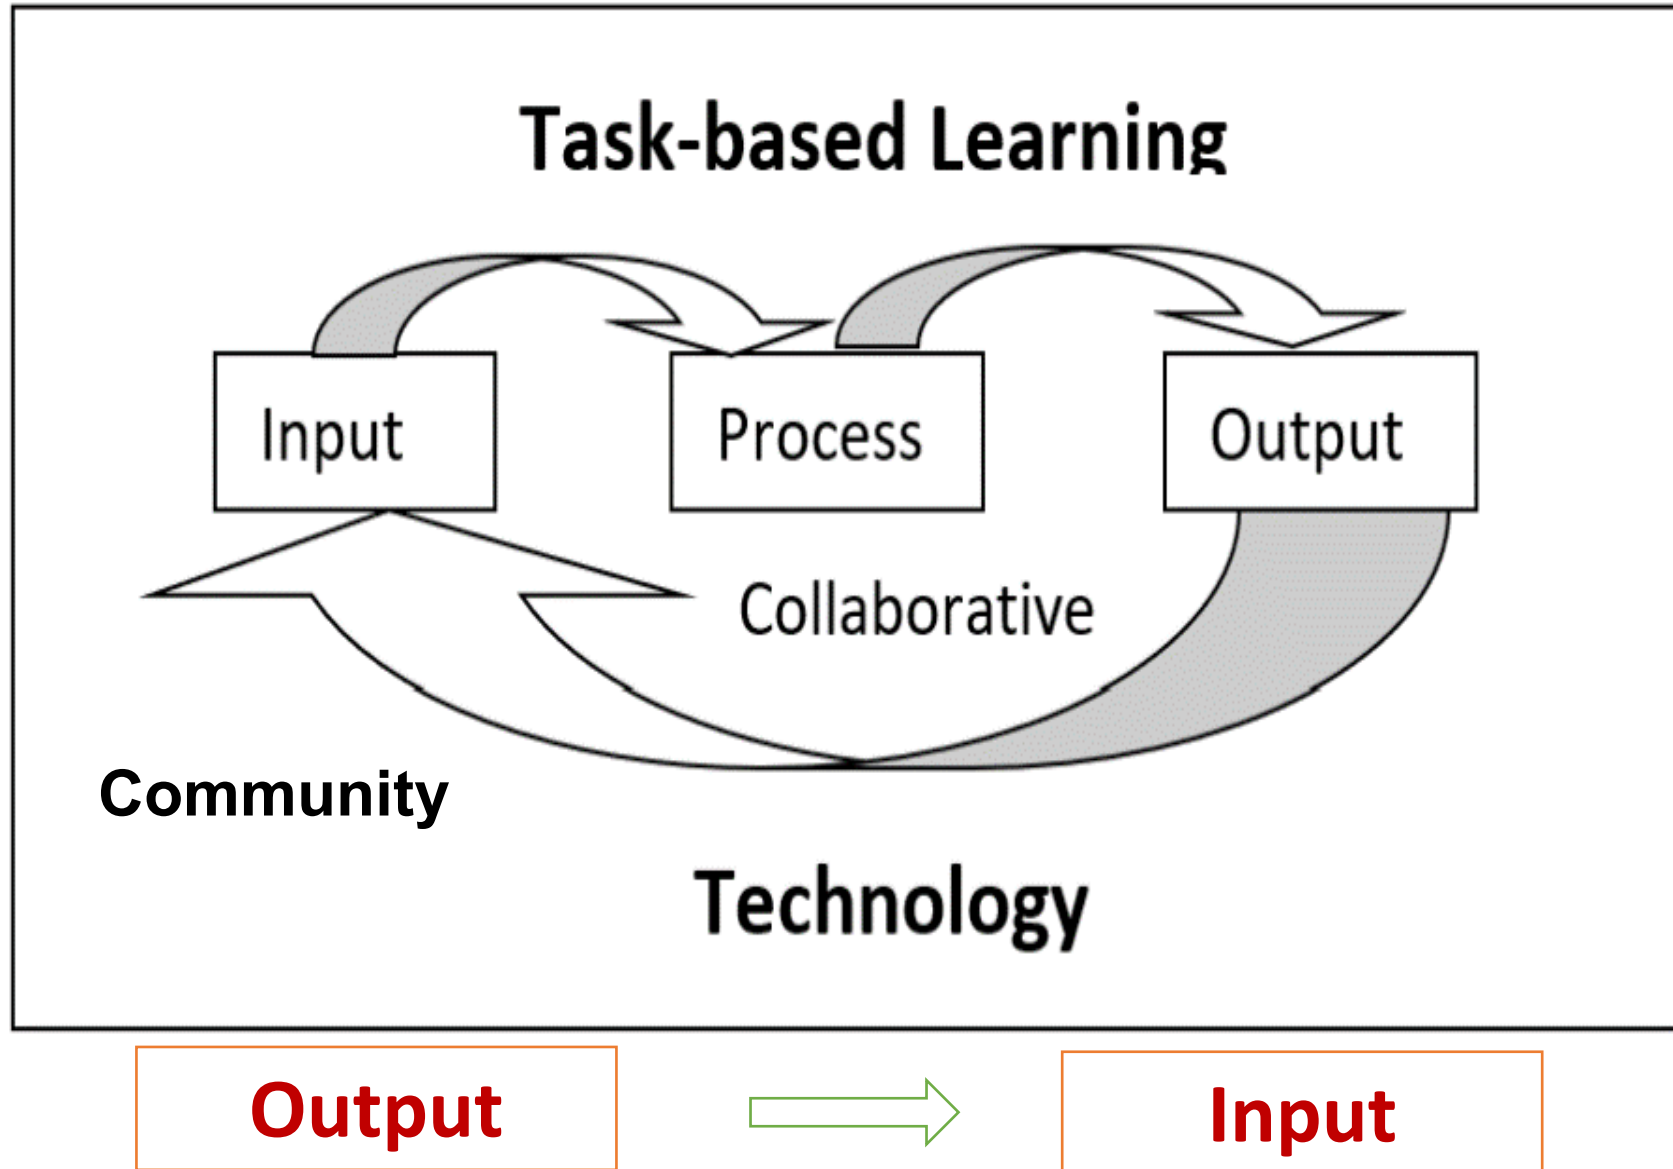 Task-based Learning
Input
Process
Output
Collaborative
Community
Technology
Output
Input